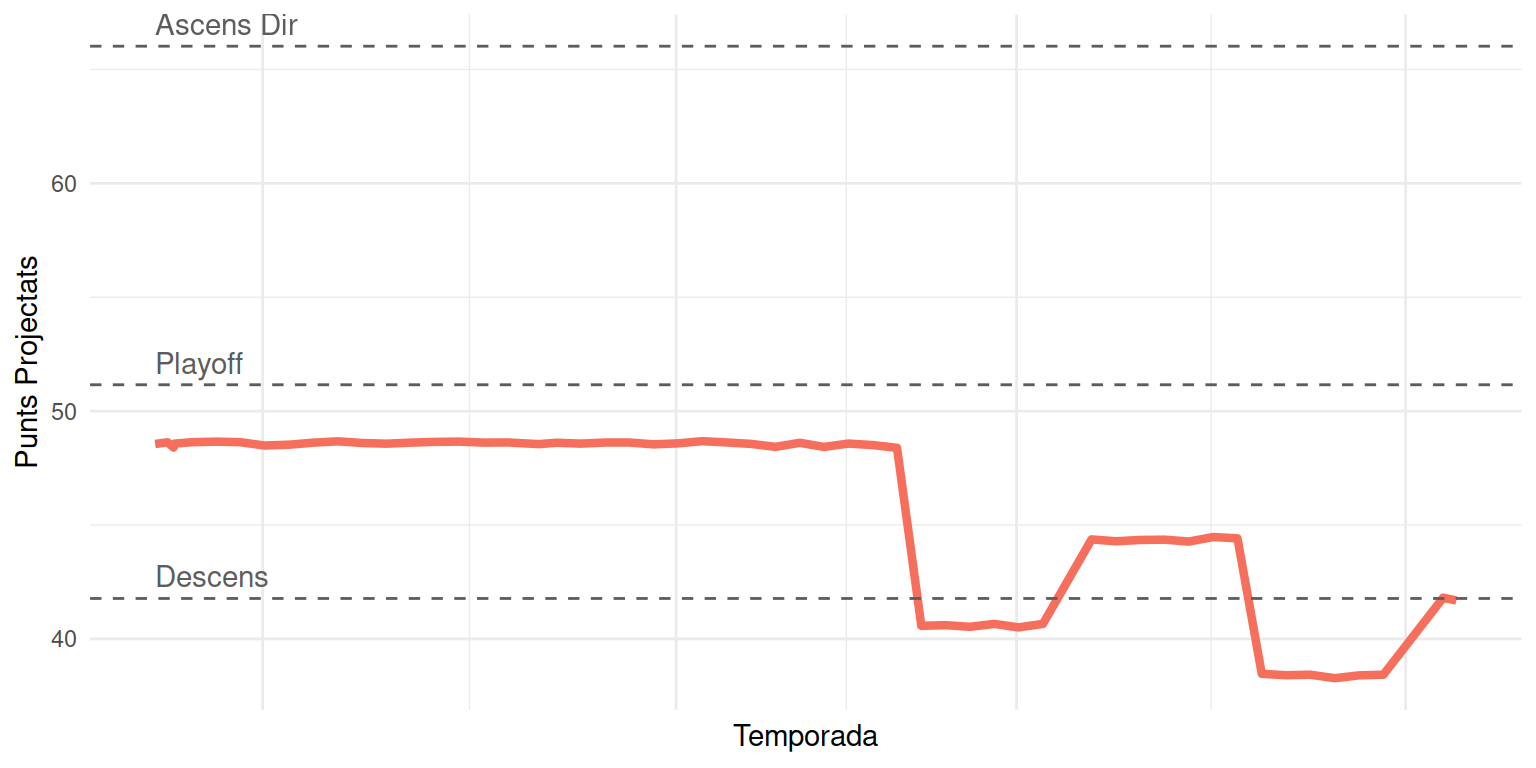 Ascens Dir
60
Playoff
50
Descens
40
Punts Projectats
Temporada